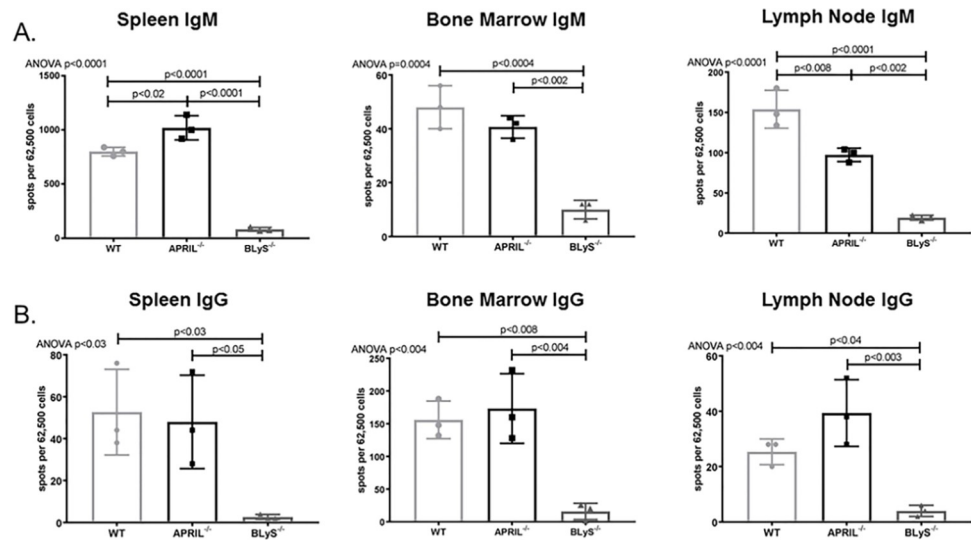 A.
Spleen IgM
ANOVA p<0.0001
p<0.0001
p<0.02
p<0.0001
spots per 62,500 cells
1500
1000
500
0
WT
APRIL-/-
BLyS-/-
Bone Marrow IgM
ANOVA p=0.0004
p<0.0004
p<0.002
spots per 62,500 cells
60
40
20
0
WT
APRIL-/-
BLyS-/-
Lymph Node IgM
ANOVA p<0.0001
p<0.0001
p<0.008
p<0.002
spots per 62,500 cells
200
150
100
50
0
WT
APRIL-/-
BLyS-/-
B.
Spleen IgG
ANOVA p<0.03
p<0.03
p<0.05
spots per 62,500 cells
80
60
40
20
0
WT
APRIL-/-
BLyS-/-
Bone Marrow IgG
ANOVA p<0.004
p<0.008
p<0.004
spots per 62,500 cells
250
200
150
100
50
0
WT
APRIL-/-
BLyS-/-
Lymph Node IgG
ANOVA p<0.004
p<0.04
p<0.003
spots per 62,500 cells
60
40
20
0
WT
APRIL-/-
BLyS-/-